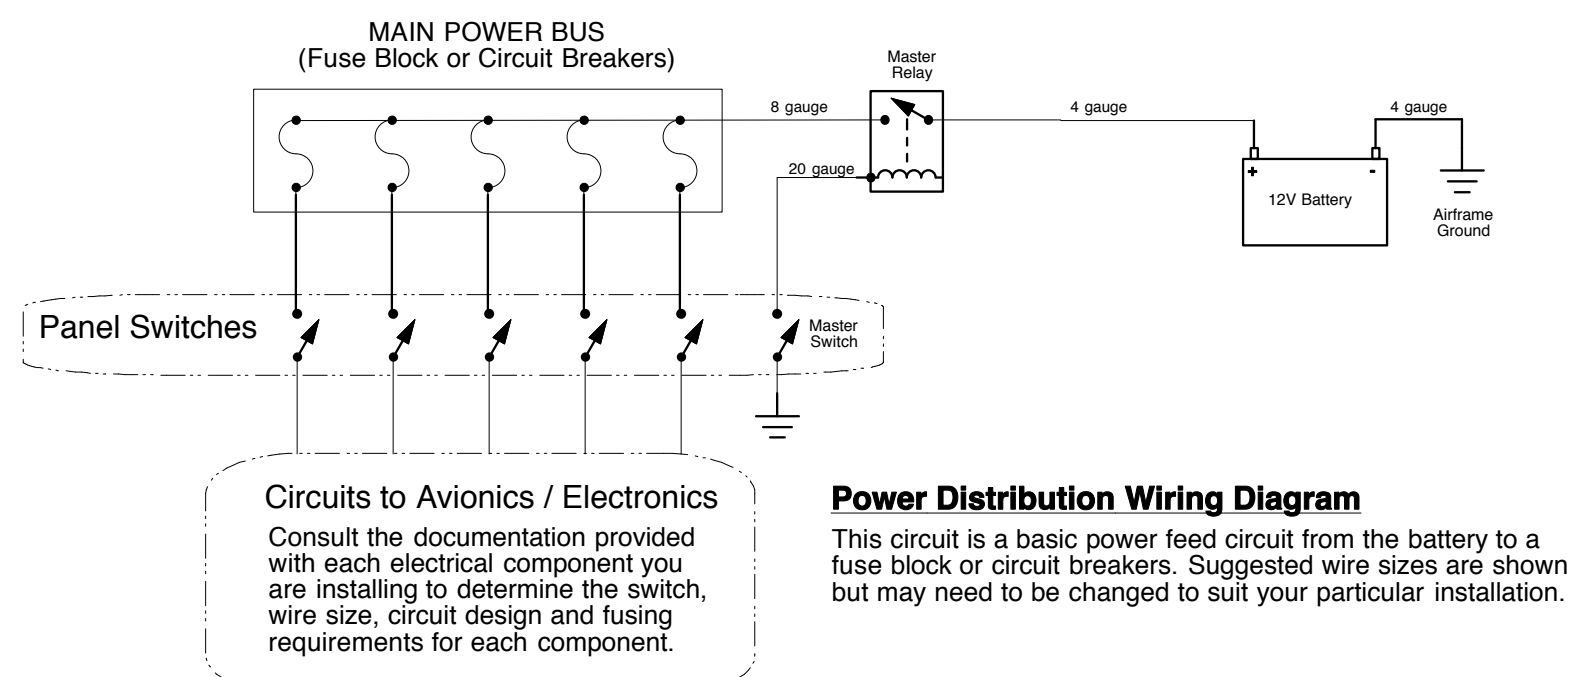 MAIN POWER BUS
(Fuse Block or Circuit Breakers)
Master
Relay
8 gauge
4 gauge
4 gauge
20 gauge
+
-
12V Battery
Airframe
Ground
Panel Switches
Master
Switch
Circuits to Avionics / Electronics
Consult the documentation provided
with each electrical component you
are installing to determine the switch,
wire size, circuit design and fusing
requirements for each component.
Power Distribution Wiring Diagram
This circuit is a basic power feed circuit from the battery to a
fuse block or circuit breakers. Suggested wire sizes are shown
but may need to be changed to suit your particular installation.